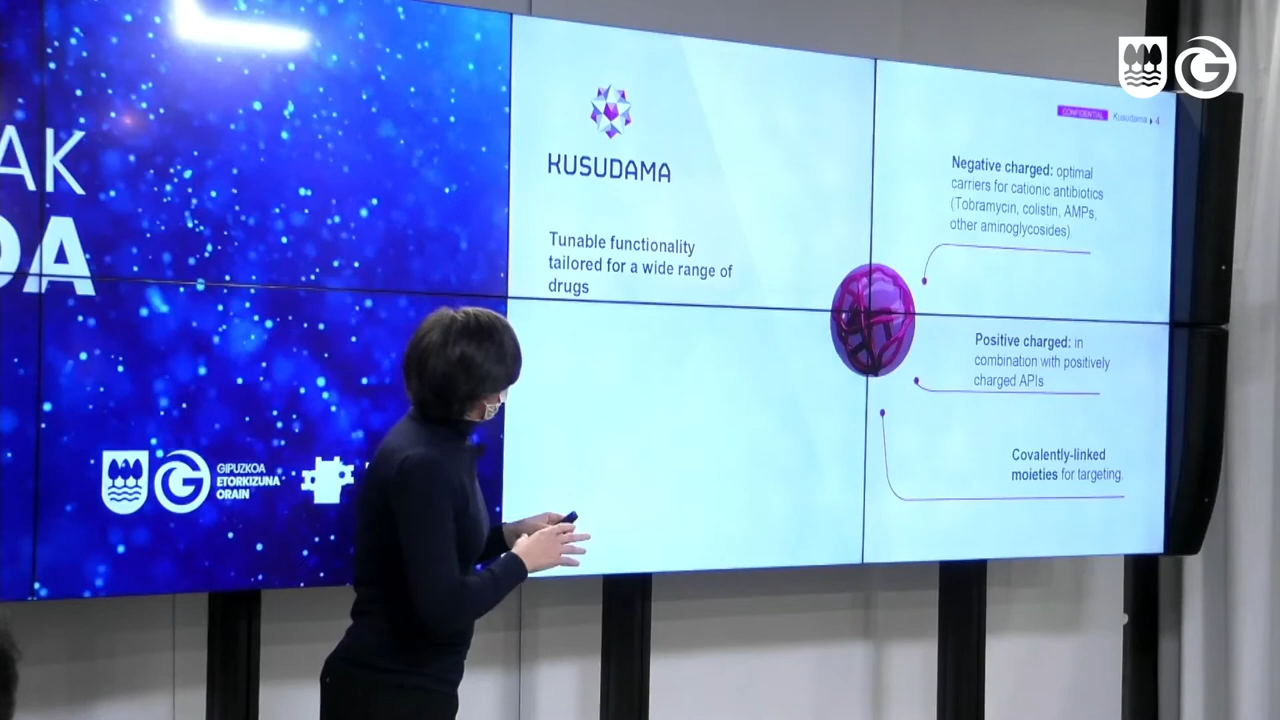 AK
DA
GIPUZKOA
ETORKIZUNA
ORAIN
KUSUDAMA
Tunable functionality
tailored for a wide range of
drugs
CONFIDENTIAL Kusudama 4
Negative charged: optimal
carriers for cationic antibiotics
(Tobramycin, colistin, AMPs,
other aminoglycosides)
Positive charged: in
combination with positively
charged APIs
Covalently-linked
moieties for targeting.
G